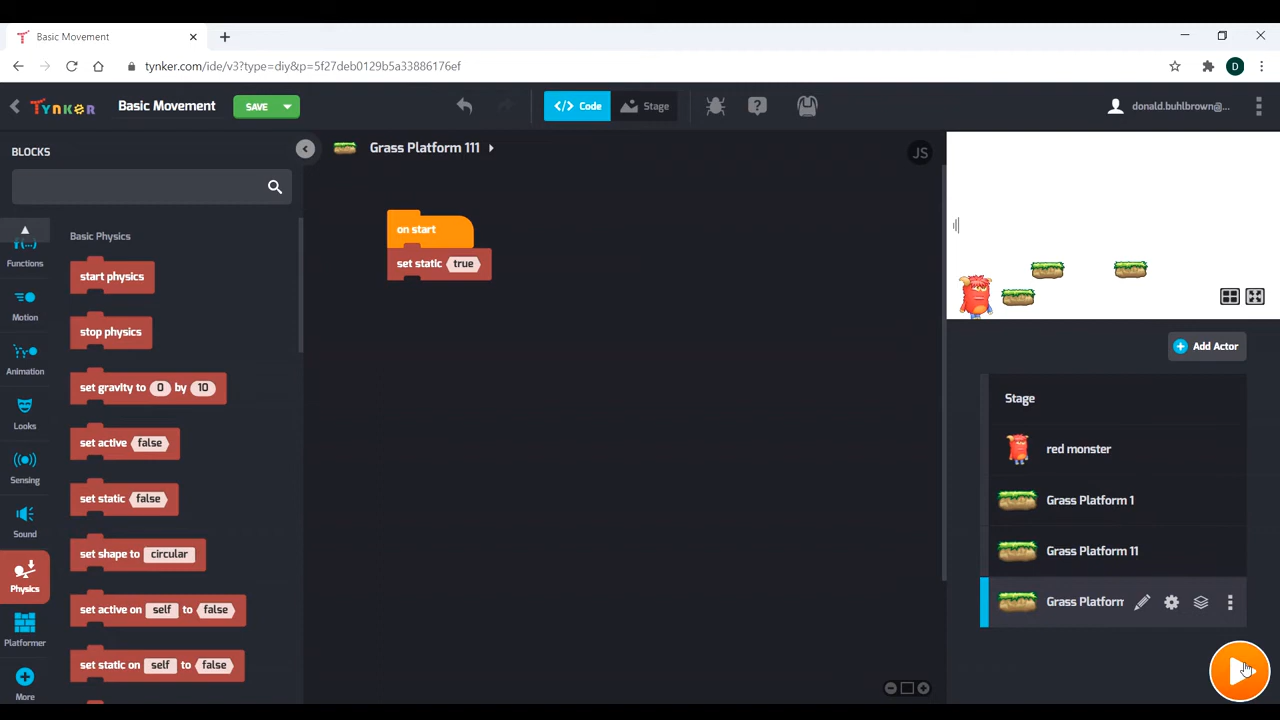 Basic Movement
tynker.com/ide/v3?type=diy&p=5f27deb0129b5a33886176ef
D
TYNKER
Basic Movement
SAVE
</> Code
Stage
donald.buhlbrown@...
BLOCKS
Grass Platform 111
JS
Functions
Motion
Animation
Looks
Sensing
Sound
Physics
Platformer
More
Basic Physics
start physics
stop physics
set gravity to 0 by 10
set active false
set static false
set shape to circular
set active on self to false
set static on self to false
on start
set static true
Add Actor
Stage
red monster
Grass Platform 1
Grass Platform 11
Grass Platform